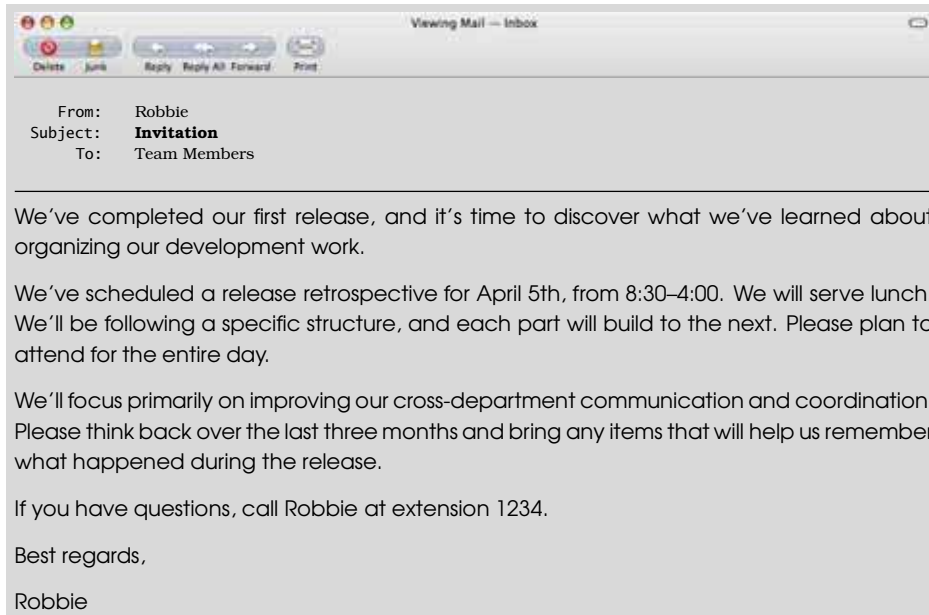 Viewing Mail — Inbox
Delete Junk Reply Reply All Forward Print
From: Robbie
Subject: Invitation
To: Team Members
We've completed our first release, and it's time to discover what we've learned about
organizing our development work.
We've scheduled a release retrospective for April 5th, from 8:30–4:00. We will serve lunch
We'll be following a specific structure, and each part will build to the next. Please plan to
attend for the entire day.
We'll focus primarily on improving our cross-department communication and coordination
Please think back over the last three months and bring any items that will help us remember
what happened during the release.
If you have questions, call Robbie at extension 1234.
Best regards,
Robbie